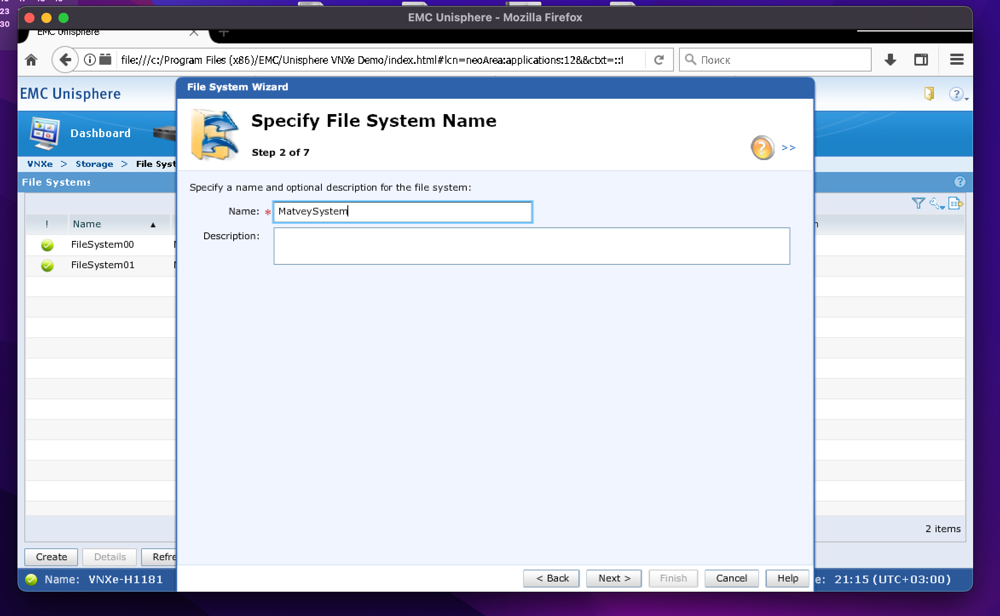 23
30
EMC Unisphere - Mozilla Firefox
EMC Unisphere
file:///c:/Program Files (x86)/EMC/Unisphere VNXe Demo/index.html#lcn=neoArea:applications:12&&ctxt=::1
Поиск
EMC Unisphere
File System Wizard
Dashboard
Specify File System Name
Step 2 of 7
>>
VNXe > Storage > File Syst
File Systems
Specify a name and optional description for the file system:
Name: * MatveySystem
Description:
! Name ▲
FileSystem00
FileSystem01
2 items
Create Details Refre
< Back Next > Finish Cancel Help
Name: VNXe-H1181
e: 21:15 (UTC+03:00)